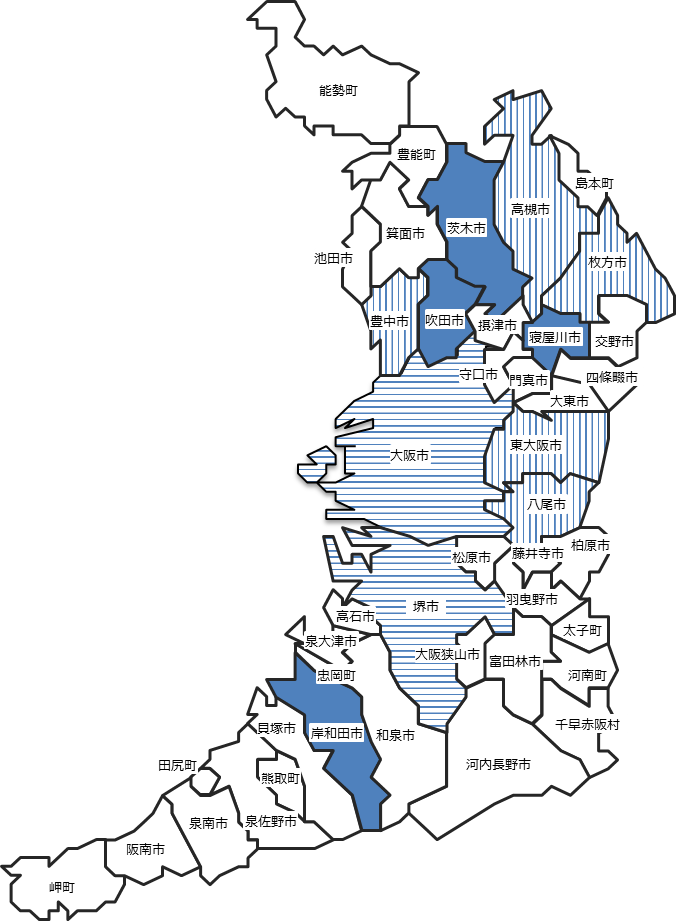 能勢町
豊能町
島本町
高槻市
茨木市
箕面市
池田市
枚方市
豊中市
吹田市
摂津市
寝屋川市
交野市
守口市
門真市
四條畷市
大東市
東大阪市
大阪市
八尾市
松原市
藤井寺市
柏原市
羽曳野市
堺市
高石市
太子町
泉大津市
大阪狭山市
富田林市
忠岡町
河南町
千早赤阪村
貝塚市
岸和田市
和泉市
河内長野市
田尻町
熊取町
泉南市
泉佐野市
阪南市
岬町